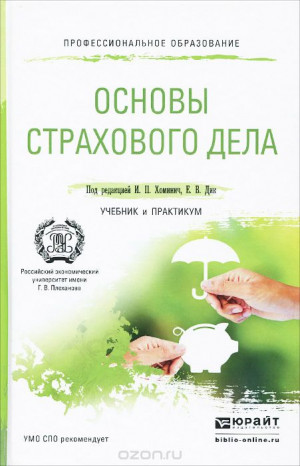 ПРОФЕССИОНАЛЬНОЕ ОБРАЗОВАНИЕ
ОСНОВЫ
СТРАХОВОГО ДЕЛА
Под редакцией И. П. Хоминич, Е. В. Дик
УЧЕБНИК и ПРАКТИКУМ
Российский экономический
университет имени
Г. В. Плеханова
УМО СПО рекомендует
ЮРАЙТ
издательство
biblio-online.ru
ozon.ru